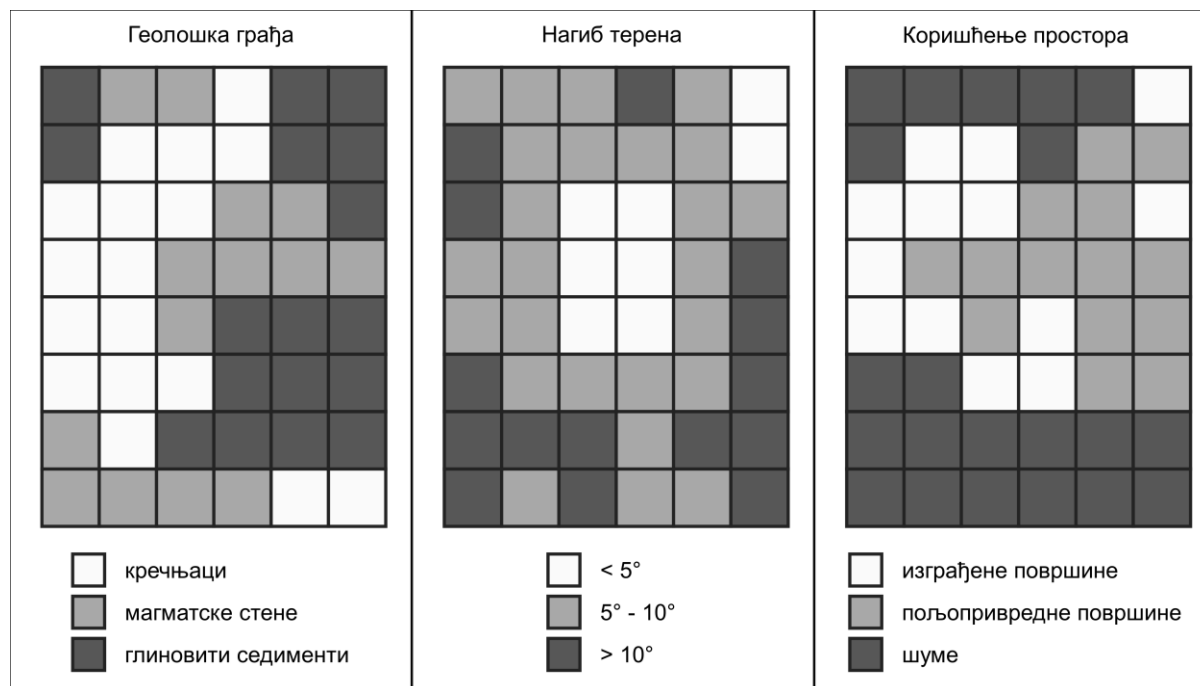 Геолошка грађа
кречњаци
магматске стене
глиновити седименти
Нагиб терена
< 5°
5° - 10°
> 10°
Коришћење простора
изграђене површине
пољопривредне површине
шуме